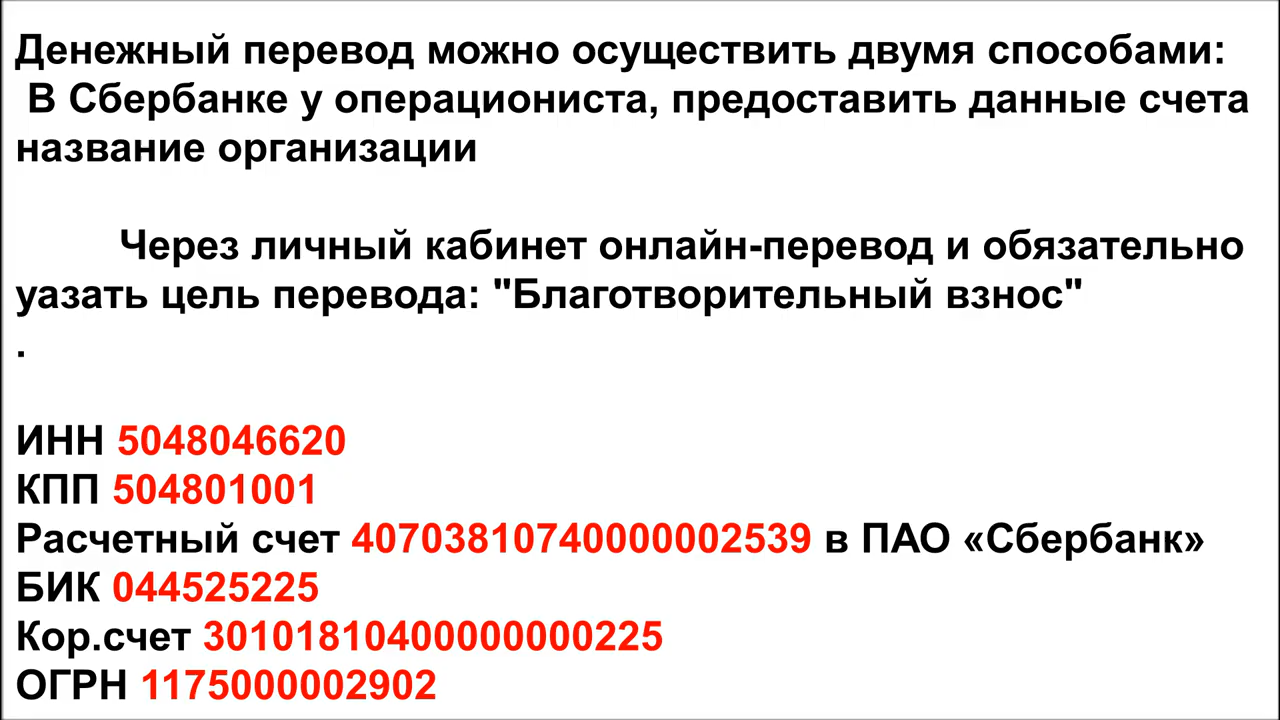 Денежный перевод можно осуществить двумя способами:
В Сбербанке у операциониста, предоставить данные счета
название организации
Через личный кабинет онлайн-перевод и обязательно
уазать цель перевода: "Благотворительный взнос"
.
ИНН 5048046620
КПП 504801001
Расчетный счет 40703810740000002539 в ПАО «Сбербанк»
БИК 044525225
Кор.счет 30101810400000000225
ОГРН 1175000002902